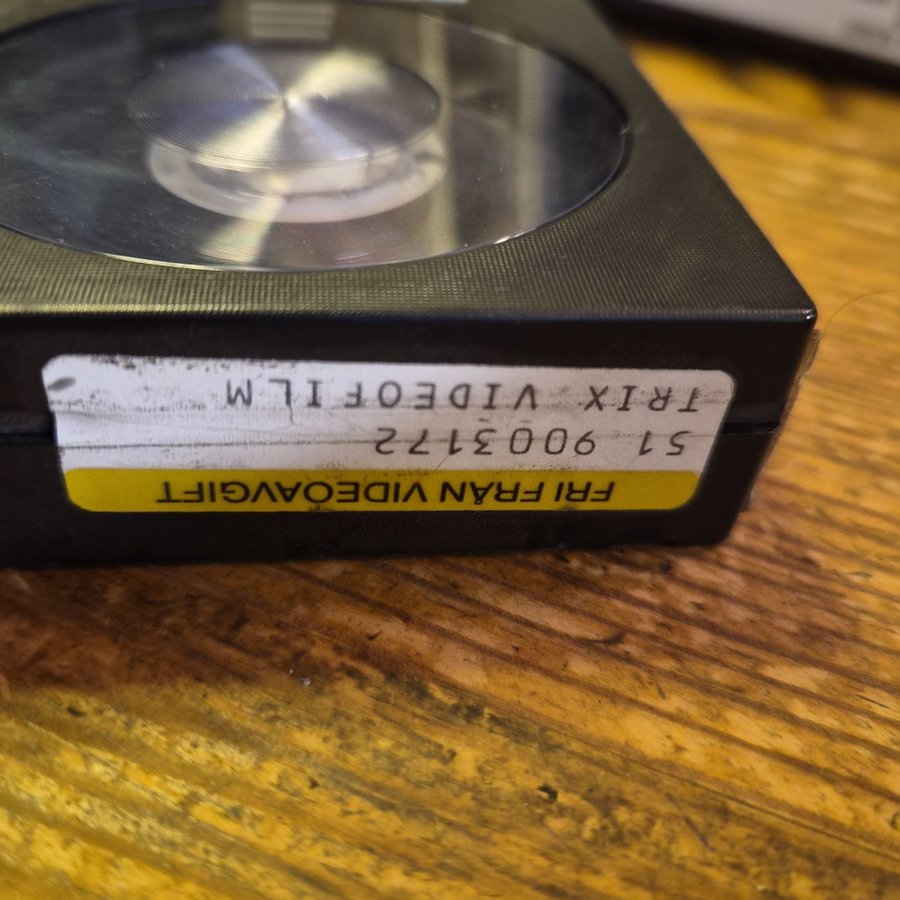 FRI FRÅN VIDEOAVGIFT
51 9003172
TRIX VIDEOFILM